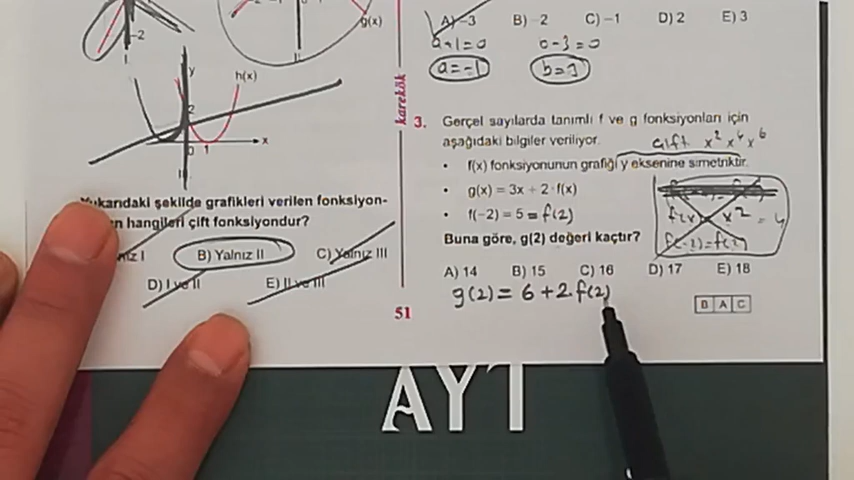 -2
g(x)
y
h(x)
2
0
1
x
Yukarıdaki şekilde grafikleri verilen fonksiyon-
hangileri çift fonksiyondur?
B) Yalnız II
C) Yalnız III
D) I ve II
E) II ve III
51
karekök
A) -3
B) -2
C) -1
D) 2
E) 3
a+1=0
b-3=0
a=-1
b=3
3. Gerçel sayılarda tanımlı f ve g fonksiyonları için
aşağıdaki bilgiler veriliyor.
çift x² x⁴ x⁶
• f(x) fonksiyonunun grafiği y eksenine simetriktir.
• g(x) = 3x + 2·f(x)
• f(-2) = 5 = f(2)
x² = 4
f(-2)=f(2)
Buna göre, g(2) değeri kaçtır?
A) 14
B) 15
C) 16
D) 17
E) 18
g(2) = 6 + 2.f(2)
B A C
AYT